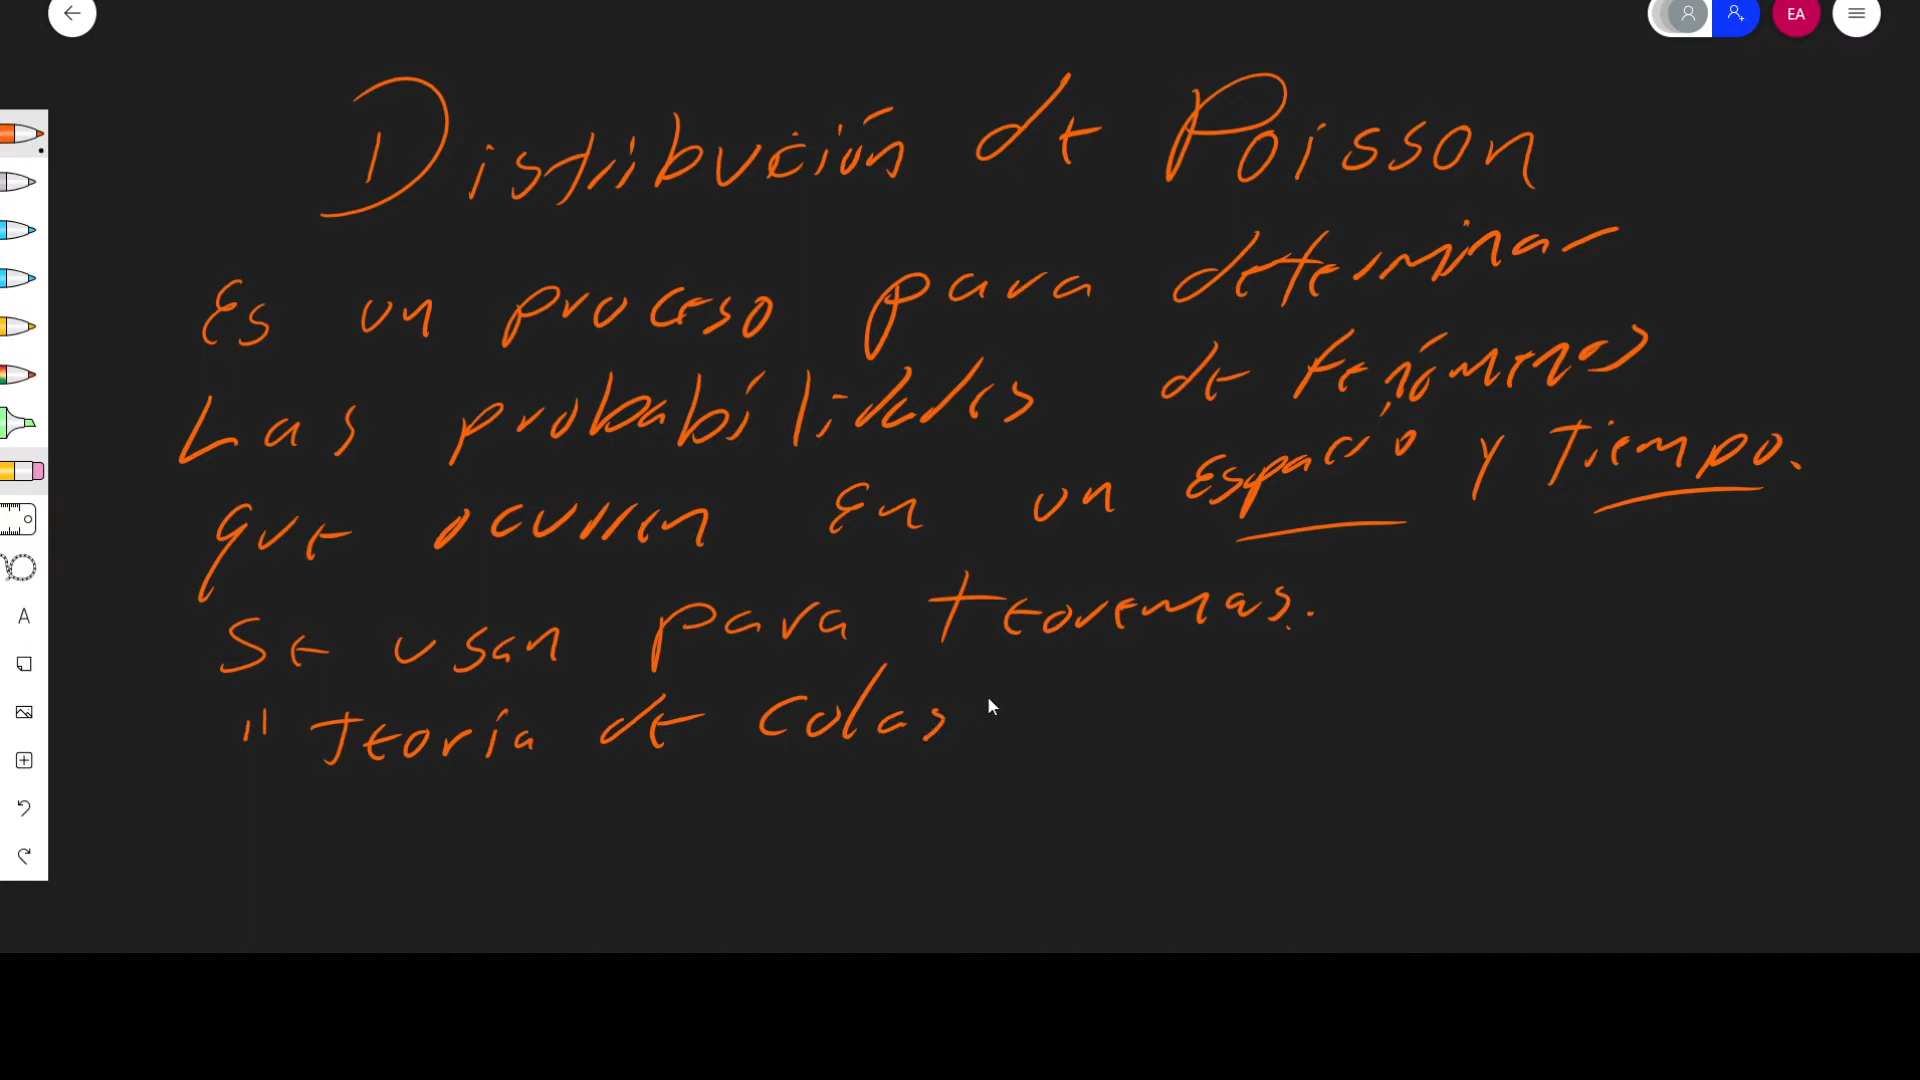 EA
Distribución de Poisson
Es un proceso para determinar
Las probabilidades de fenómenos
que ocurren en un espacio y Tiempo.
Se usan para teoremas.
" Teoría de colas
A